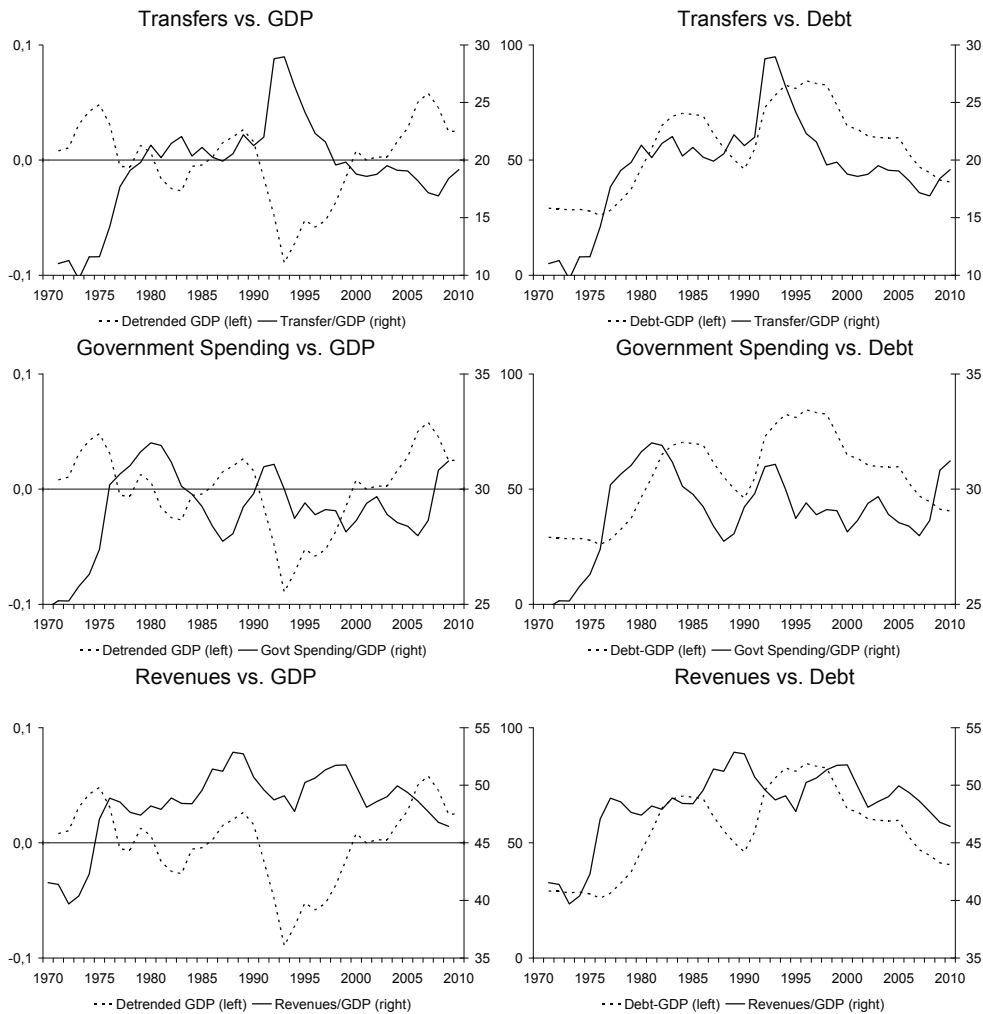 Transfers vs. GDP
0,1
0,0
-0,1
30
25
20
15
10
1970 1975 1980 1985 1990 1995 2000 2005 2010
Detrended GDP (left) Transfer/GDP (right)
Transfers vs. Debt
100
50
0
30
25
20
15
10
1970 1975 1980 1985 1990 1995 2000 2005 2010
Debt-GDP (left) Transfer/GDP (right)
Government Spending vs. GDP
0,1
0,0
-0,1
35
30
25
1970 1975 1980 1985 1990 1995 2000 2005 2010
Detrended GDP (left) Govt Spending/GDP (right)
Government Spending vs. Debt
100
50
0
35
30
25
1970 1975 1980 1985 1990 1995 2000 2005 2010
Debt-GDP (left) Govt Spending/GDP (right)
Revenues vs. GDP
0,1
0,0
-0,1
55
50
45
40
35
1970 1975 1980 1985 1990 1995 2000 2005 2010
Detrended GDP (left) Revenues/GDP (right)
Revenues vs. Debt
100
50
0
55
50
45
40
35
1970 1975 1980 1985 1990 1995 2000 2005 2010
Debt-GDP (left) Revenues/GDP (right)